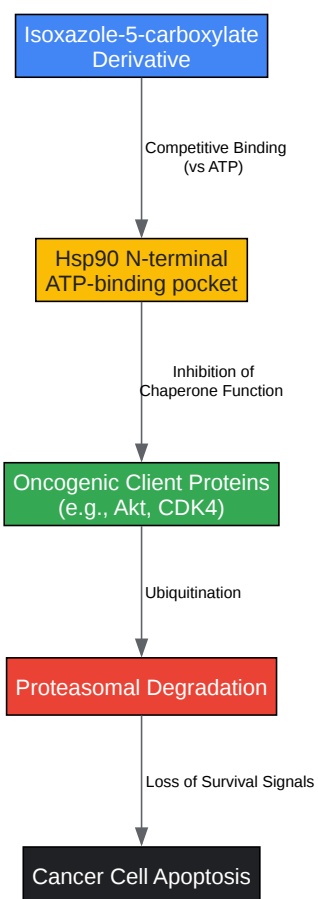 Isoxazole-5-carboxylate
Derivative
Competitive Binding
(vs ATP)
Hsp90 N-terminal
ATP-binding pocket
Inhibition of
Chaperone Function
Oncogenic Client Proteins
(e.g., Akt, CDK4)
Ubiquitination
Proteasomal Degradation
Loss of Survival Signals
Cancer Cell Apoptosis